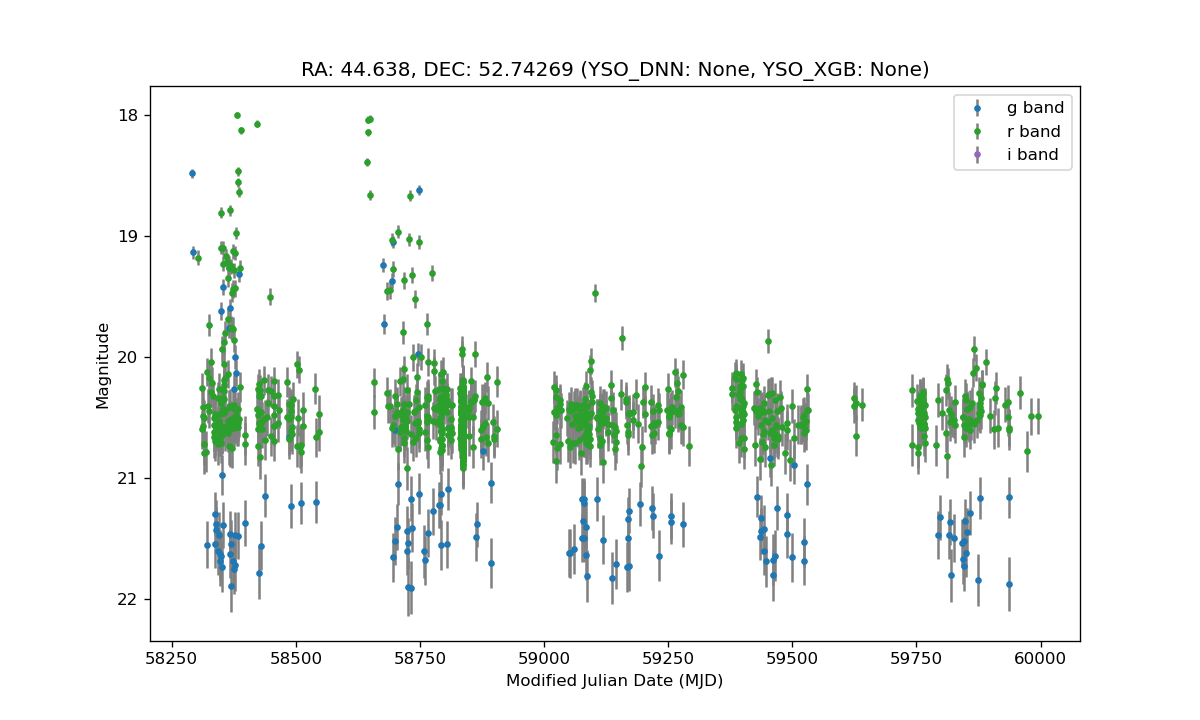 RA: 44.638, DEC: 52.74269 (YSO_DNN: None, YSO_XGB: None)
g band
r band
i band
18
19
20
21
22
Magnitude
58250 58500 58750 59000 59250 59500 59750 60000
Modified Julian Date (MJD)